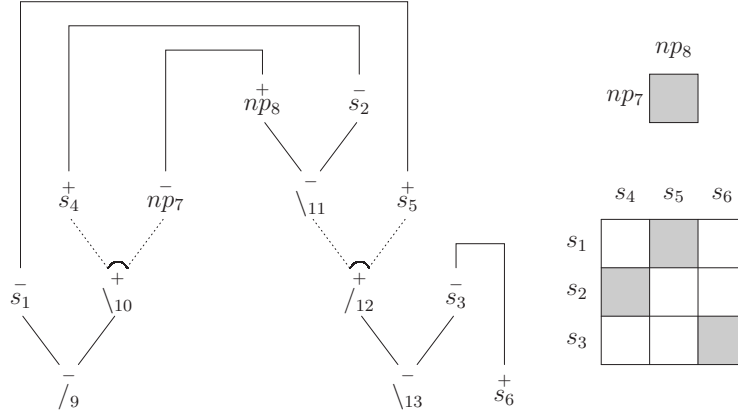 np₈
+ −
np₈ s₂
np₇
+ − − +
s₄ np₇ \₁₁ s₅
s₄ s₅ s₆
s₁
− + + −
s₁ \₁₀ /₁₂ s₃
s₂
s₃
− − +
/₉ \₁₃ s₆